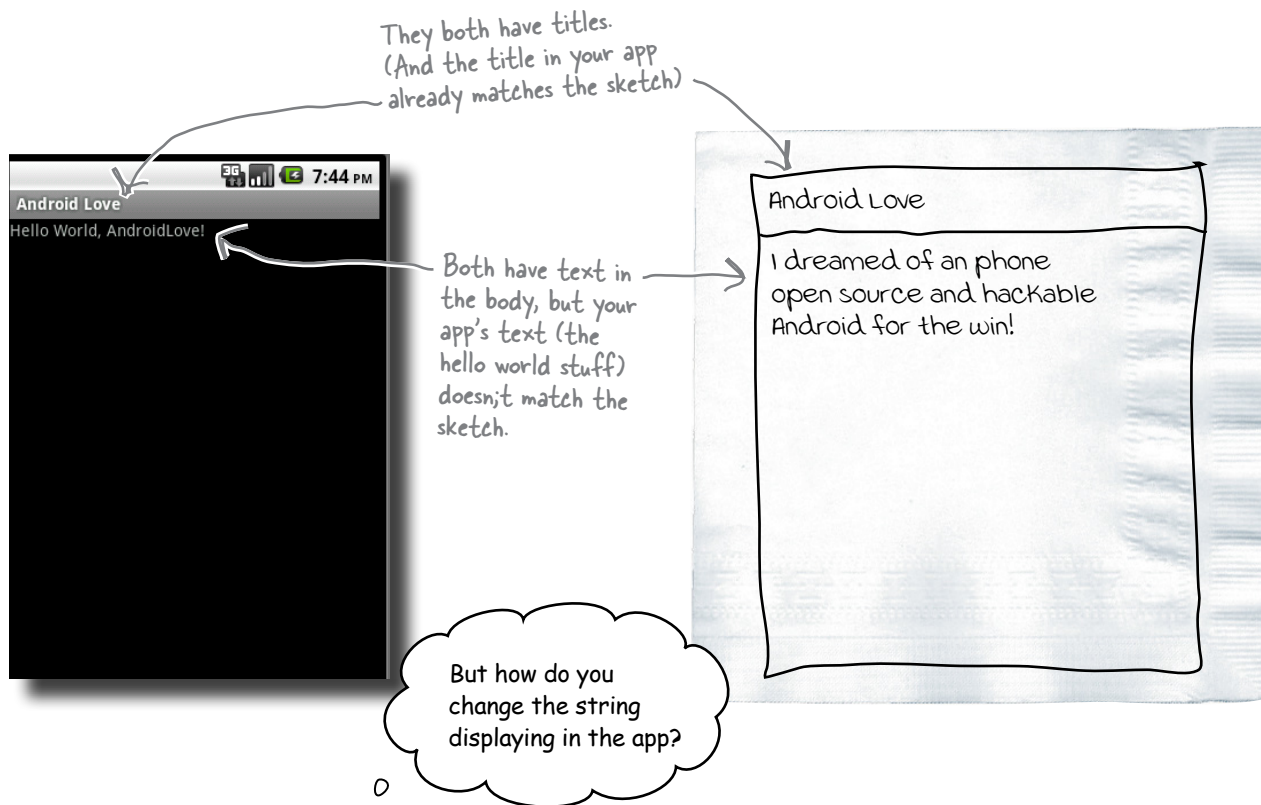 They both have titles.
(And the title in your app
already matches the sketch)
3G
7:44 PM
Android Love
Hello World, AndroidLove!
Both have text in
the body, but your
app's text (the
hello world stuff)
doesn;t match the
sketch.
Android Love
I dreamed of an phone
open source and hackable
Android for the win!
But how do you
change the string
displaying in the app?